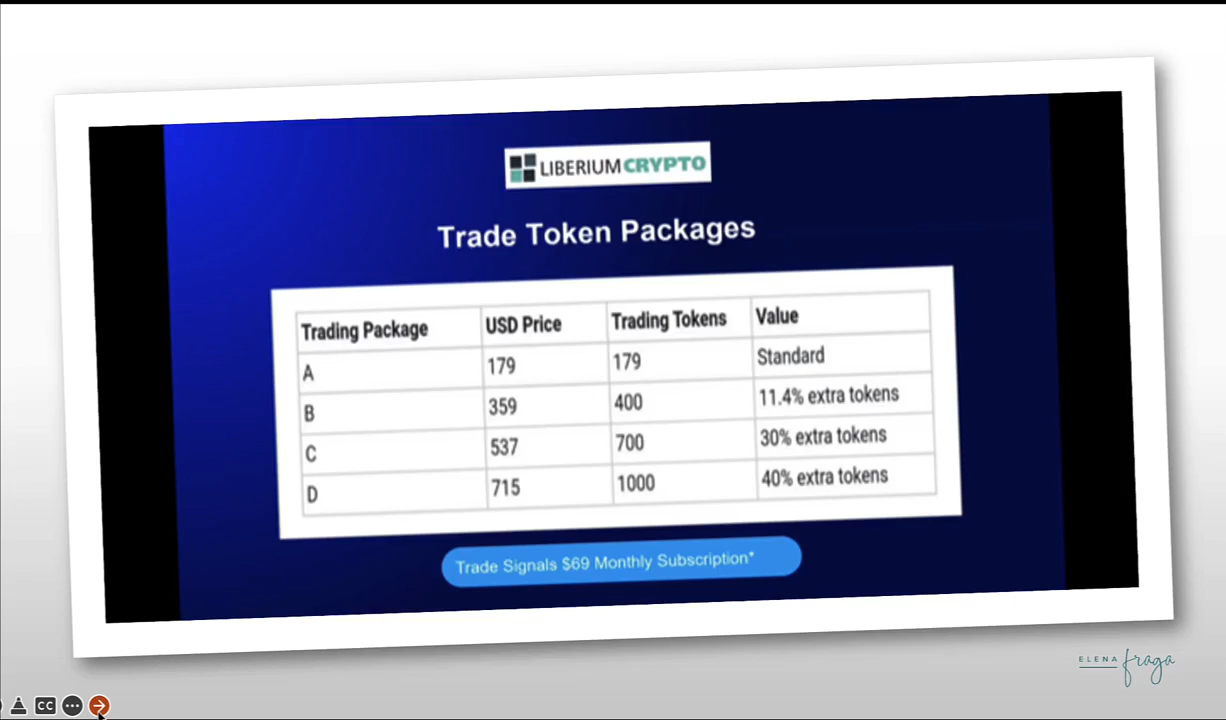 LIBERIUMCRYPTO
Trade Token Packages
Trading Package USD Price Trading Tokens Value
A 179 179 Standard
B 359 400 11.4% extra tokens
C 537 700 30% extra tokens
D 715 1000 40% extra tokens
Trade Signals $69 Monthly Subscription*
ELENA fraga
CC